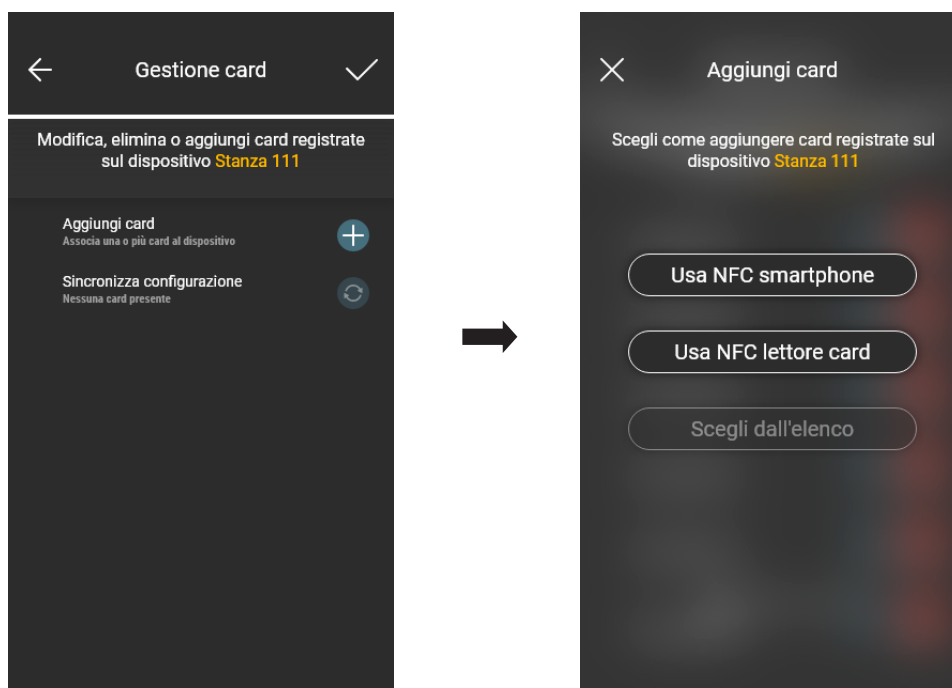 Gestione card
Modifica, elimina o aggiungi card registrate
sul dispositivo Stanza 111
Aggiungi card
Associa una o più card al dispositivo
Sincronizza configurazione
Nessuna card presente
Aggiungi card
Scegli come aggiungere card registrate sul
dispositivo Stanza 111
Usa NFC smartphone
Usa NFC lettore card
Scegli dall'elenco